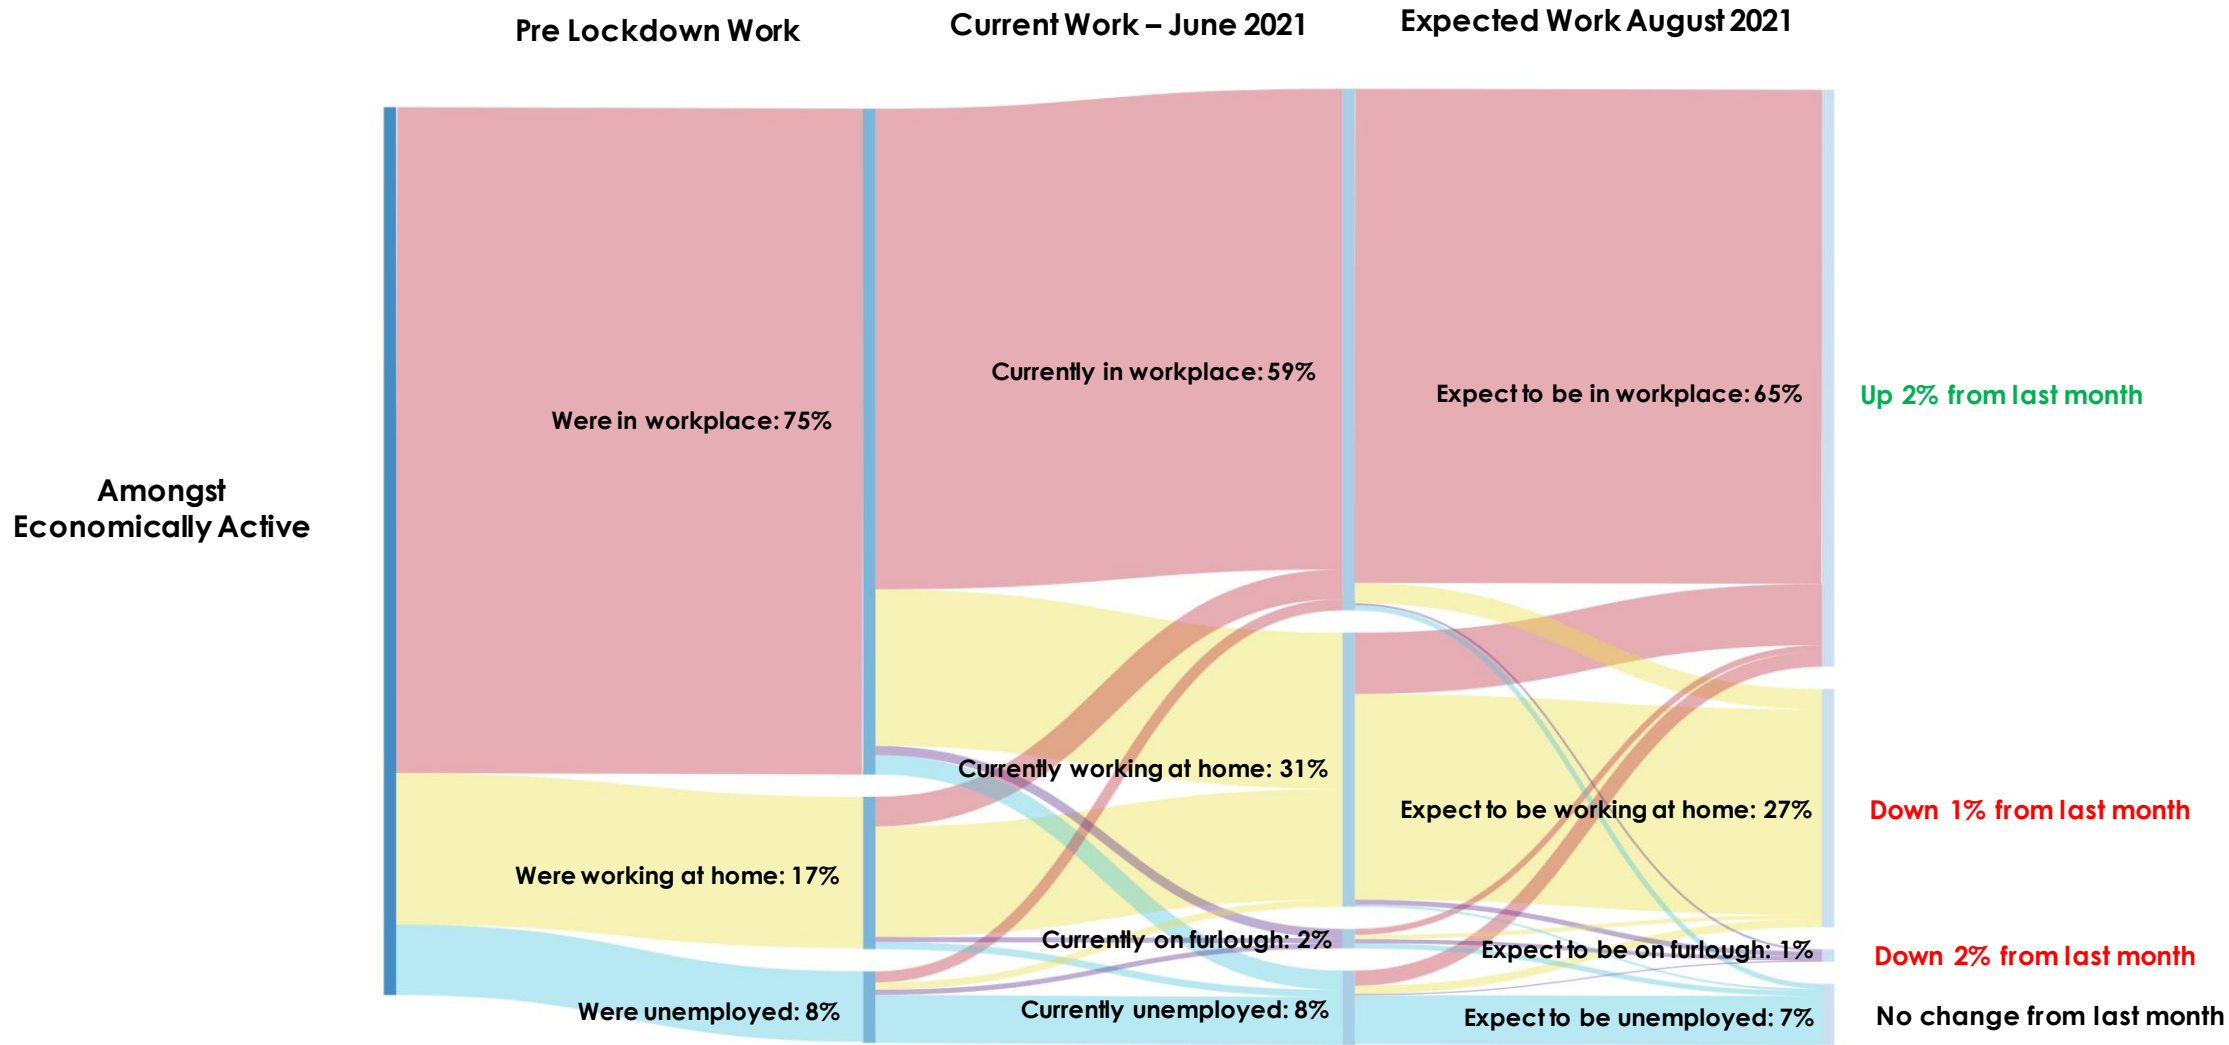 Pre Lockdown Work
Current Work – June 2021
Expected Work August 2021
Amongst
Economically Active
Were in workplace: 75%
Were working at home: 17%
Were unemployed: 8%
Currently in workplace: 59%
Currently working at home: 31%
Currently on furlough: 2%
Currently unemployed: 8%
Expect to be in workplace: 65%
Expect to be working at home: 27%
Expect to be on furlough: 1%
Expect to be unemployed: 7%
Up 2% from last month
Down 1% from last month
Down 2% from last month
No change from last month